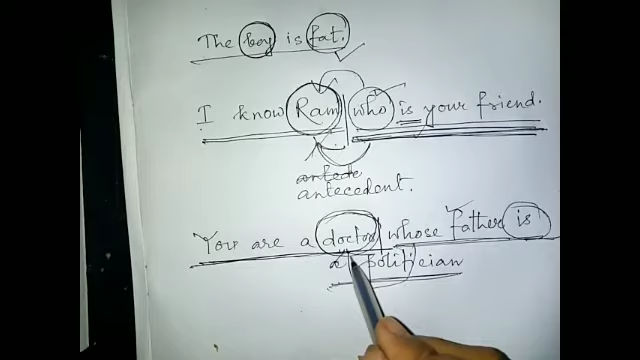 The boy is fat.
I know Ram who is your friend.
antede
antecedent.
You are a doctor whose father is
a politician